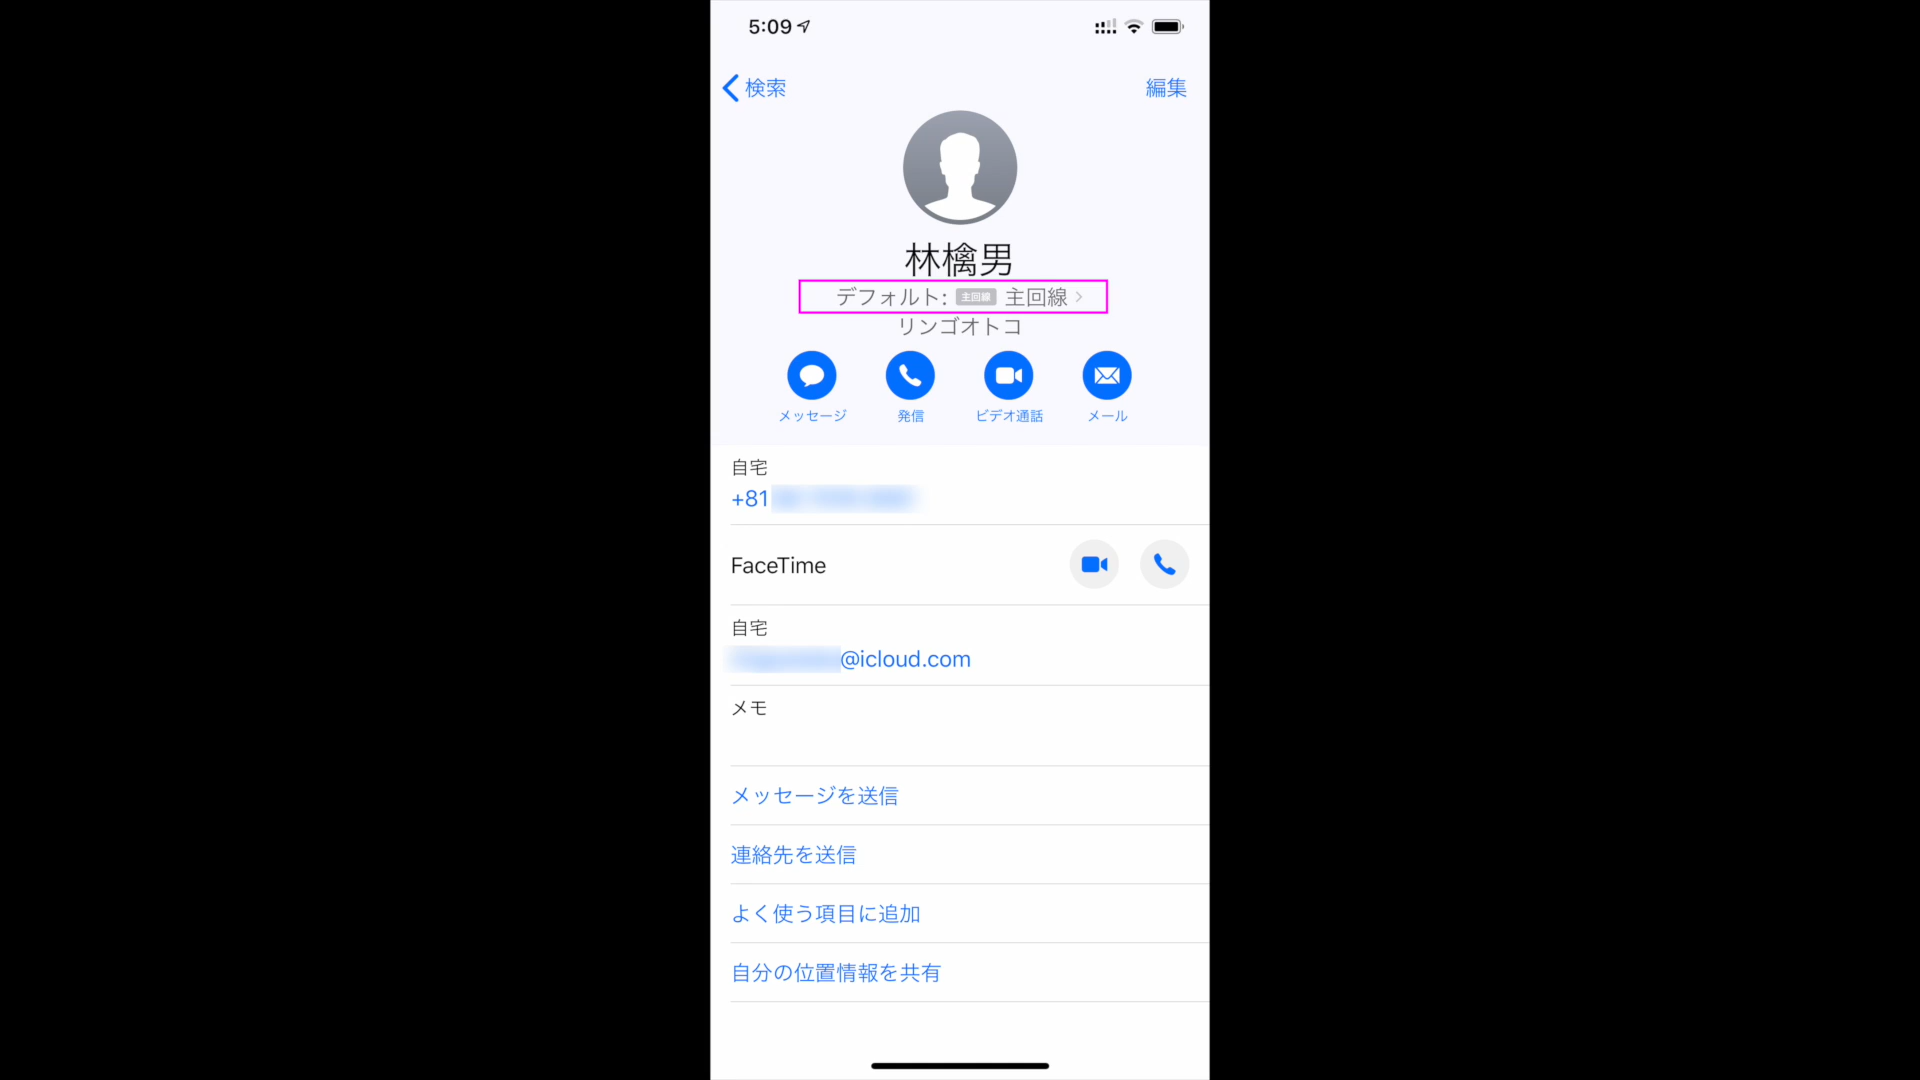 5:09
検索
編集
林檎男
デフォルト: 主回線 主回線
リンゴオトコ
メッセージ 発信 ビデオ通話 メール
自宅
+81
FaceTime
自宅
@icloud.com
メモ
メッセージを送信
連絡先を送信
よく使う項目に追加
自分の位置情報を共有